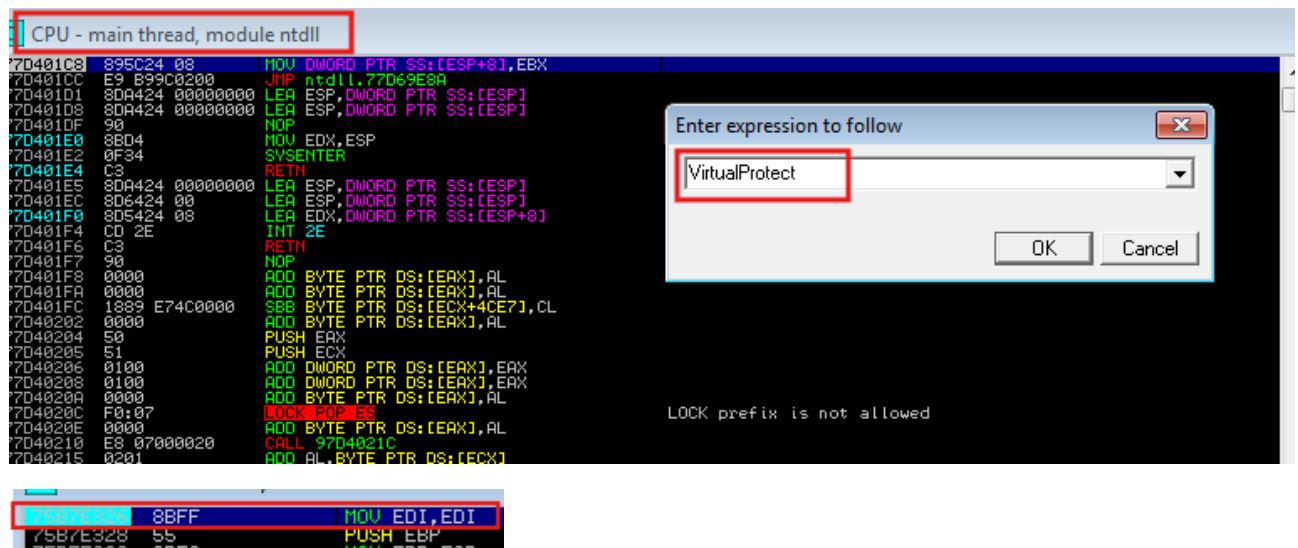 CPU - main thread, module ntdll
77D401C8 895C24 08 MOV DWORD PTR SS:[ESP+8],EBX
77D401CC E9 B99C0200 JMP ntdll.77D69E8A
77D401D1 8DA424 00000000 LEA ESP,DWORD PTR SS:[ESP]
77D401D8 8DA424 00000000 LEA ESP,DWORD PTR SS:[ESP]
77D401DF 90 NOP
77D401E0 8BD4 MOV EDX,ESP
77D401E2 0F34 SYSENTER
77D401E4 C3 RETN
77D401E5 8DA424 00000000 LEA ESP,DWORD PTR SS:[ESP]
77D401EC 8D6424 00 LEA ESP,DWORD PTR SS:[ESP]
77D401F0 8D5424 08 LEA EDX,DWORD PTR SS:[ESP+8]
77D401F4 CD 2E INT 2E
77D401F6 C3 RETN
77D401F7 90 NOP
77D401F8 0000 ADD BYTE PTR DS:[EAX],AL
77D401FA 0000 ADD BYTE PTR DS:[EAX],AL
77D401FC 1889 E74C0000 SBB BYTE PTR DS:[ECX+4CE7],CL
77D40202 0000 ADD BYTE PTR DS:[EAX],AL
77D40204 50 PUSH EAX
77D40205 51 PUSH ECX
77D40206 0100 ADD DWORD PTR DS:[EAX],EAX
77D40208 0100 ADD DWORD PTR DS:[EAX],EAX
77D4020A 0000 ADD BYTE PTR DS:[EAX],AL
77D4020C F0:07 LOCK POP ES LOCK prefix is not allowed
77D4020E 0000 ADD BYTE PTR DS:[EAX],AL
77D40210 E8 07000020 CALL 97D4021C
77D40215 0201 ADD AL,BYTE PTR DS:[ECX]
Enter expression to follow
VirtualProtect
OK Cancel
75B7E326 8BFF MOV EDI,EDI
75B7E328 55 PUSH EBP